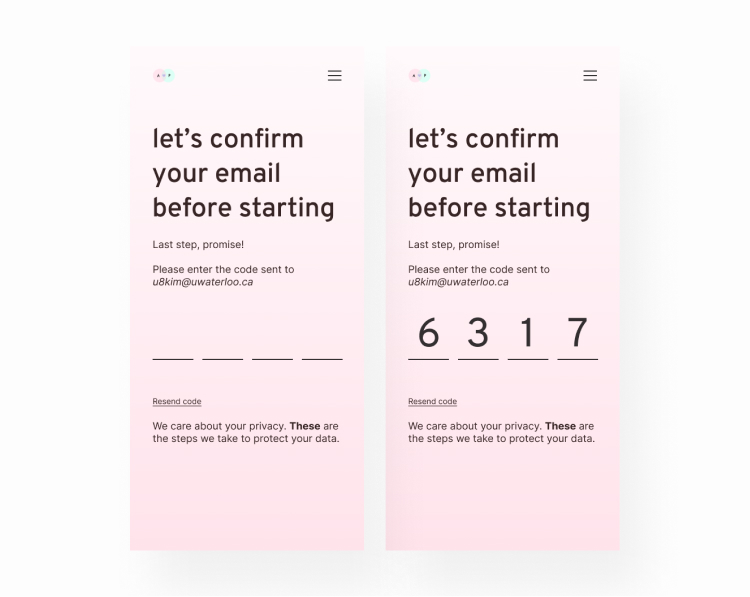 let’s confirm
your email
before starting
Last step, promise!
Please enter the code sent to
u8kim@uwaterloo.ca
Resend code
We care about your privacy. These are
the steps we take to protect your data.
let’s confirm
your email
before starting
Last step, promise!
Please enter the code sent to
u8kim@uwaterloo.ca
6 3 1 7
Resend code
We care about your privacy. These are
the steps we take to protect your data.